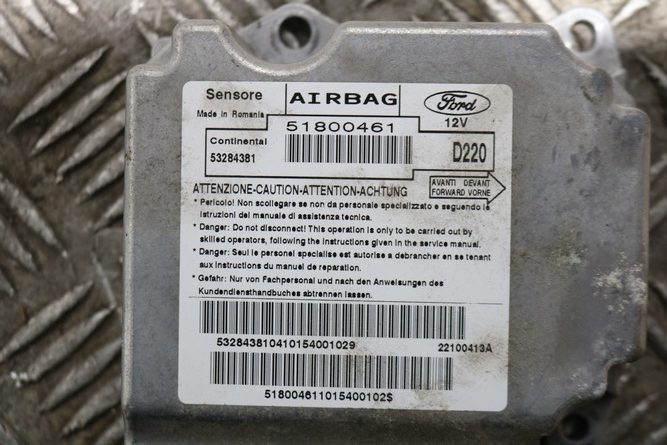 Sensore AIRBAG Ford
Made in Romania 12V
51800461
Continental
53284381 D220
ATTENZIONE-CAUTION-ATTENTION-ACHTUNG
AVANTI DEVANT
FORWARD VORNE
* Pericolo! Non scollegare se non da personale specializzato e seguendo le
istruzioni del manuale di assistenza tecnica.
* Danger: Do not disconnect! This operation is only to be carried out by
skilled operators, following the instructions given in the service manual.
* Danger: Seul le personel specialise est autorise a debrancher en se tenant
aux instructions du manuel de reparation.
* Gefahr: Nur von Fachpersonal und nach den Anweisungen des
Kundendiensthandbuches abtrennen lassen.
532843810410154001029 22100413A
518004611015400102$